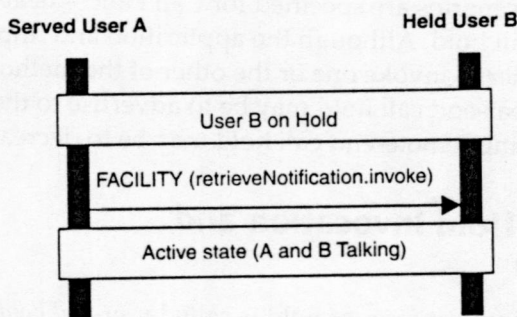 Served User A
Held User B
User B on Hold
FACILITY (retrieveNotification.invoke)
Active state (A and B Talking)